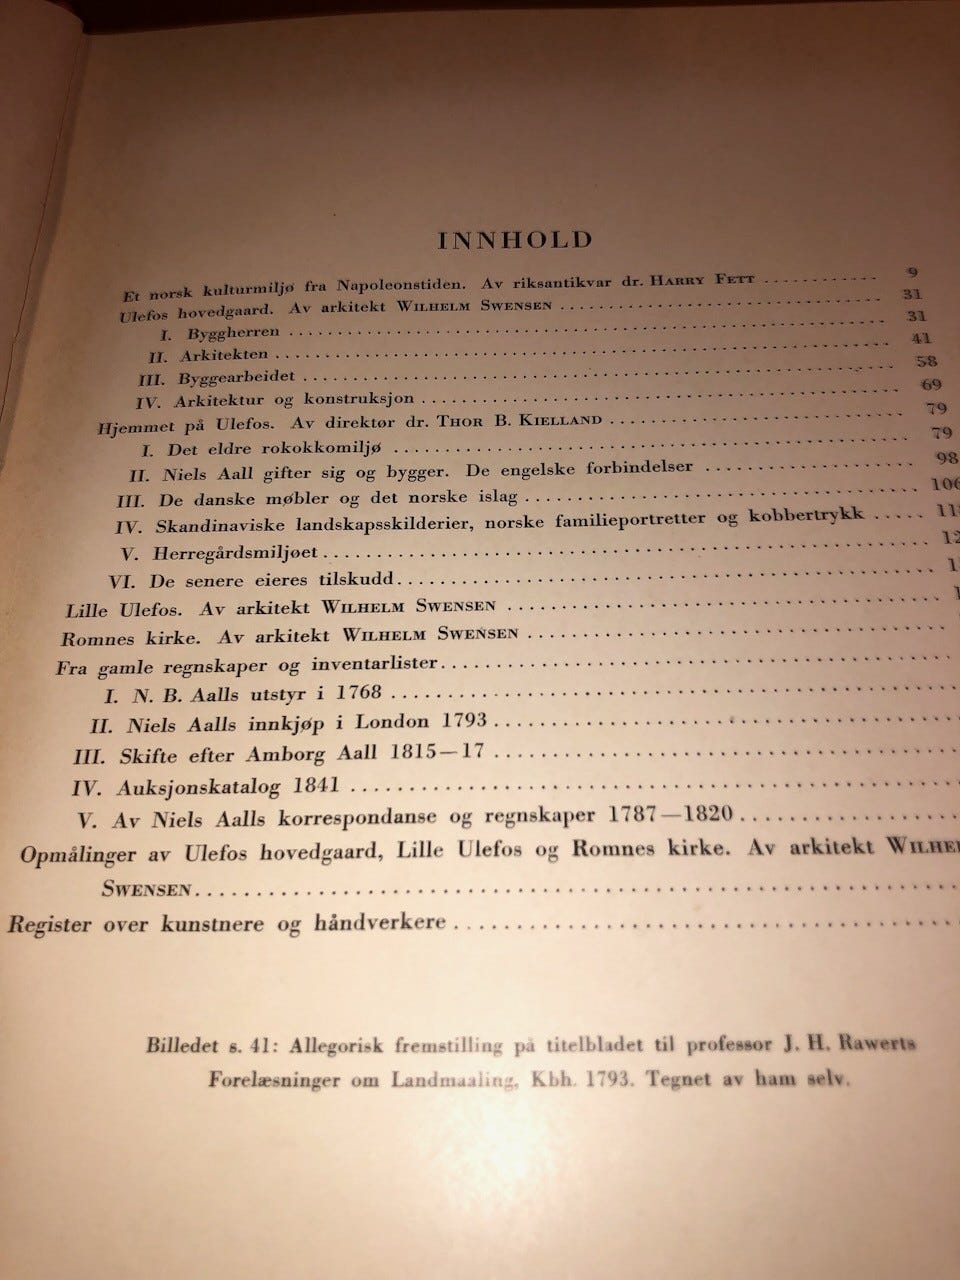 INNHOLD
Et norsk kulturmiljø fra Napoleonstiden. Av riksantikvar dr. HARRY FETT .......... 9
Ulefos hovedgaard. Av arkitekt WILHELM SWENSEN .......... 31
I. Byggherren .......... 31
II. Arkitekten .......... 41
III. Byggearbeidet .......... 58
IV. Arkitektur og konstruksjon .......... 69
Hjemmet på Ulefos. Av direktør dr. THOR B. KIELLAND .......... 79
I. Det eldre rokokkomiljø .......... 79
II. Niels Aall gifter sig og bygger. De engelske forbindelser .......... 98
III. De danske møbler og det norske islag .......... 106
IV. Skandinaviske landskapsskilderier, norske familieportretter og kobbertrykk .....
V. Herregårdsmiljøet ..........
VI. De senere eieres tilskudd ..........
Lille Ulefos. Av arkitekt WILHELM SWENSEN ..........
Romnes kirke. Av arkitekt WILHELM SWENSEN ..........
Fra gamle regnskaper og inventarlister ..........
I. N. B. Aalls utstyr i 1768 ..........
II. Niels Aalls innkjøp i London 1793 ..........
III. Skifte efter Amborg Aall 1815—17 ..........
IV. Auksjonskatalog 1841 ..........
V. Av Niels Aalls korrespondanse og regnskaper 1787—1820 ..........
Opmålinger av Ulefos hovedgaard, Lille Ulefos og Romnes kirke. Av arkitekt
SWENSEN ..........
Register over kunstnere og håndverkere ..........
Billedet s. 41: Allegorisk fremstilling på titelbladet til professor J. H. Rawerts
Forelæsninger om Landmaaling, Kbh. 1793. Tegnet av ham selv.